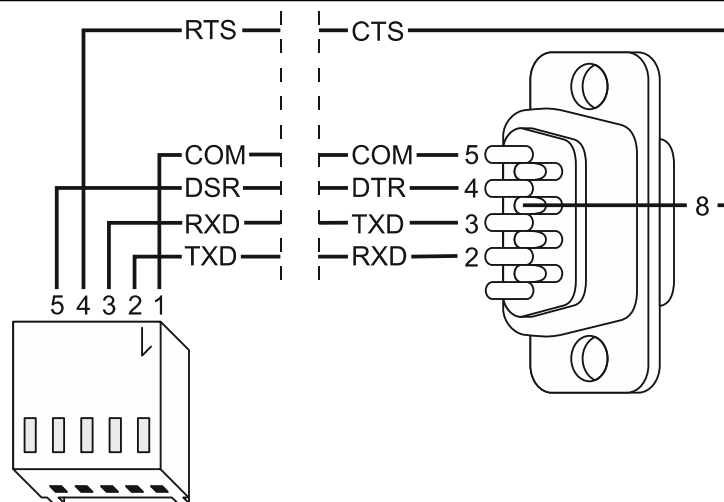 RTS CTS
COM COM 5
DSR DTR 4
8
RXD TXD 3
TXD RXD 2
5 4 3 2 1